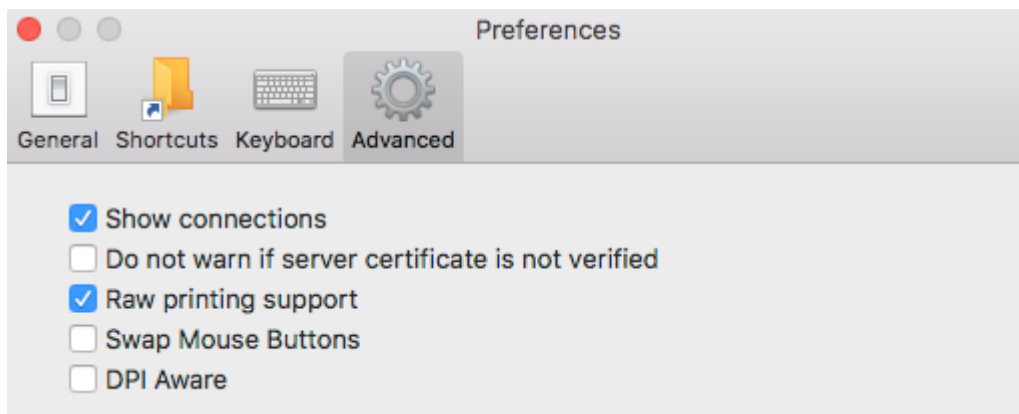 Preferences
General Shortcuts Keyboard Advanced
Show connections
Do not warn if server certificate is not verified
Raw printing support
Swap Mouse Buttons
DPI Aware